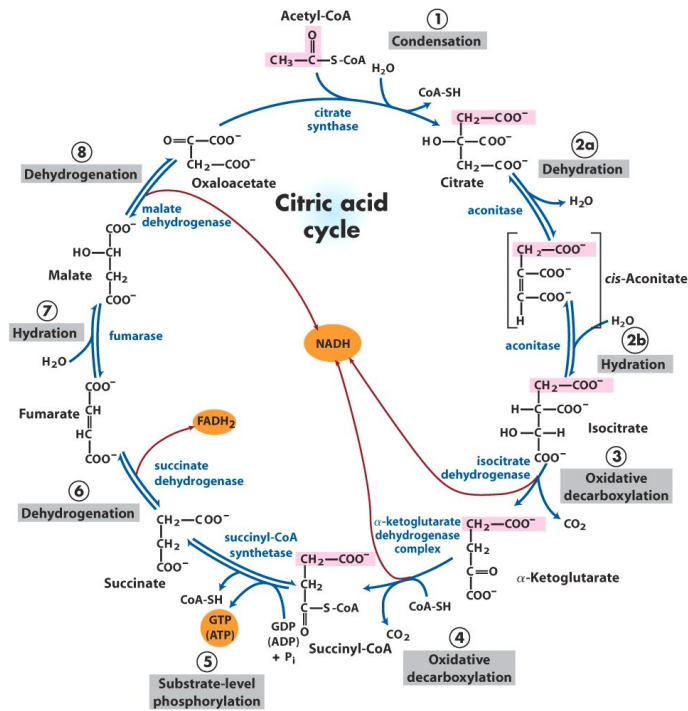 Acetyl-CoA
O
CH₃—C—S-CoA
H₂O
1
Condensation
CoA-SH
citrate
synthase
CH₂—COO⁻
HO—C—COO⁻
CH₂—COO⁻
Citrate
2a
Dehydration
H₂O
aconitase
CH₂—COO⁻
C—COO⁻
C—COO⁻
H
cis-Aconitate
H₂O
aconitase
2b
Hydration
CH₂—COO⁻
H—C—COO⁻
HO—C—H
COO⁻
Isocitrate
isocitrate
dehydrogenase
3
Oxidative
decarboxylation
CO₂
CH₂—COO⁻
CH₂
C=O
COO⁻
α-Ketoglutarate
α-ketoglutarate
dehydrogenase
complex
CoA-SH
CO₂
4
Oxidative
decarboxylation
CH₂—COO⁻
CH₂
C—S-CoA
O
Succinyl-CoA
succinyl-CoA
synthetase
GDP
(ADP)
+ Pᵢ
GTP
(ATP)
CoA-SH
5
Substrate-level
phosphorylation
CH₂—COO⁻
CH₂
COO⁻
Succinate
succinate
dehydrogenase
FADH₂
6
Dehydrogenation
COO⁻
CH
HC
COO⁻
Fumarate
fumarase
H₂O
7
Hydration
COO⁻
HO—CH
CH₂
COO⁻
Malate
malate
dehydrogenase
8
Dehydrogenation
O=C—COO⁻
CH₂—COO⁻
Oxaloacetate
Citric acid
cycle
NADH